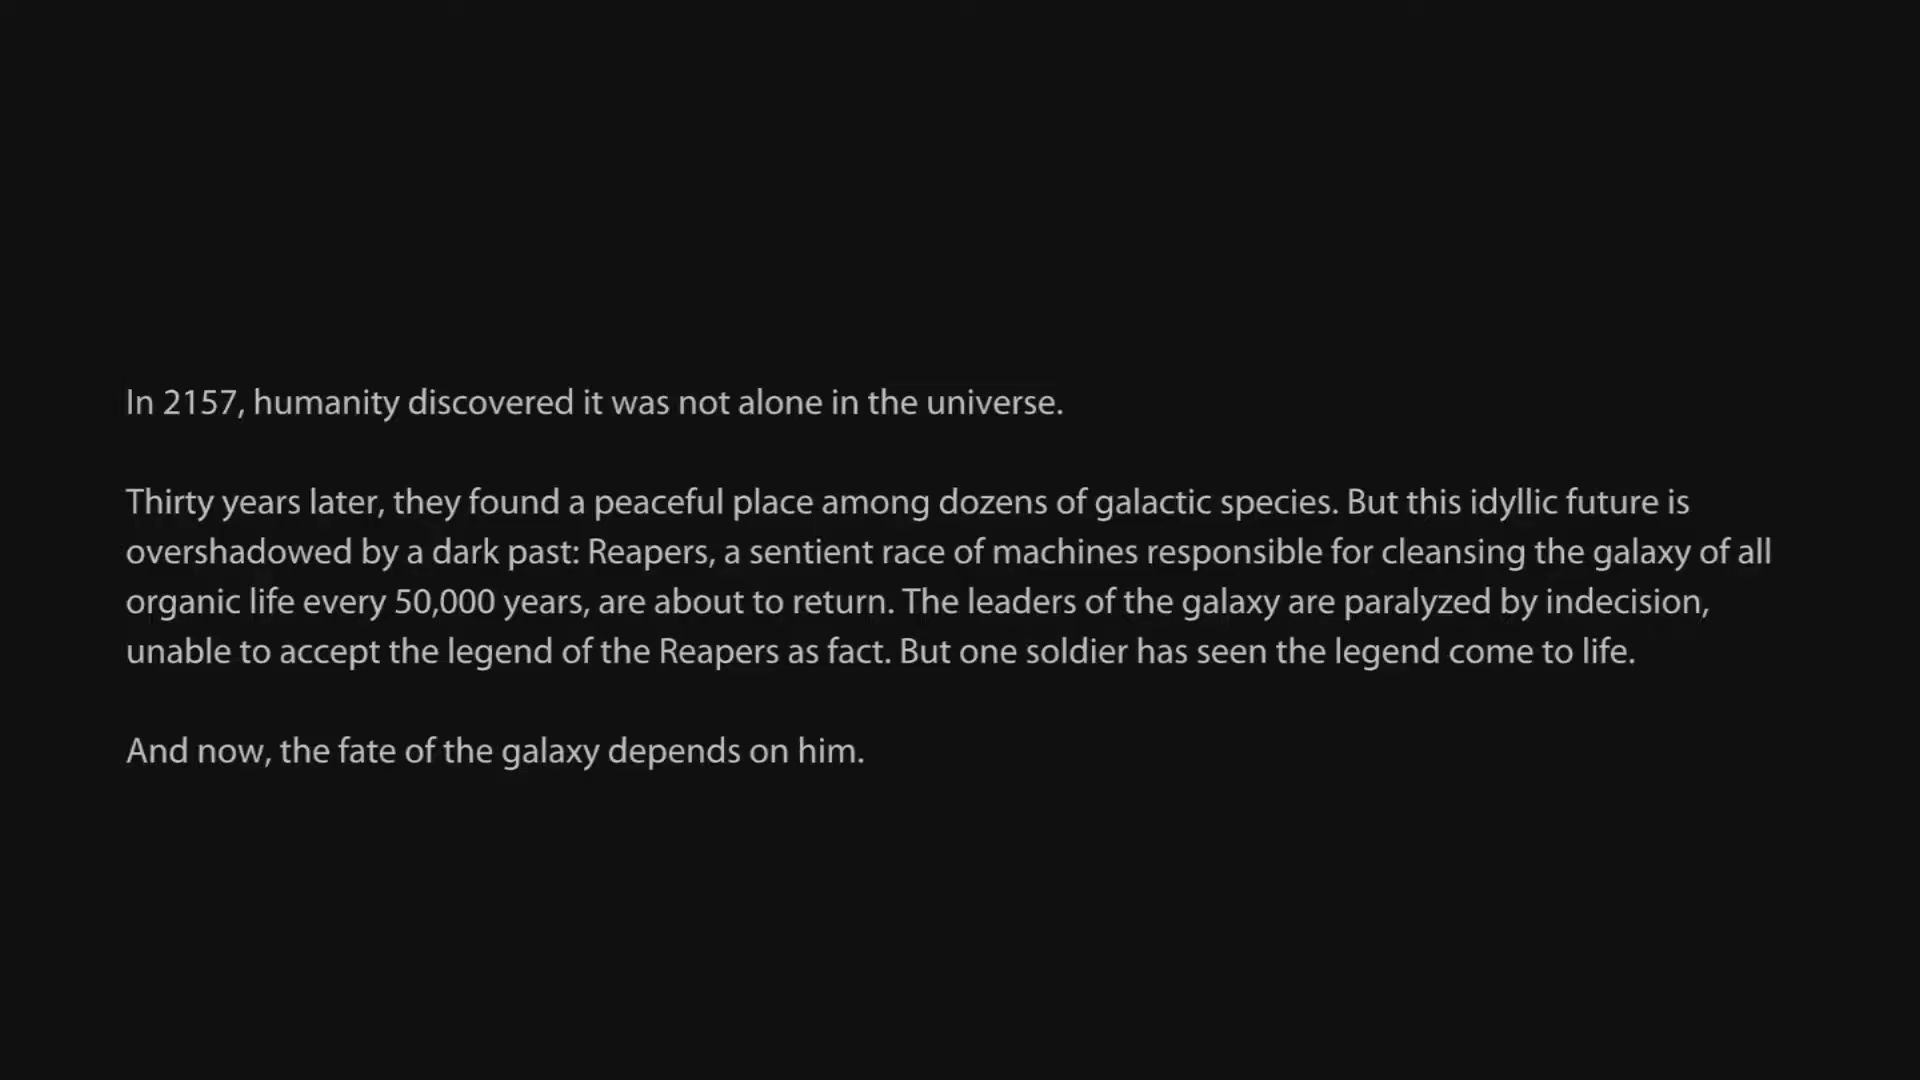 In 2157, humanity discovered it was not alone in the universe.
Thirty years later, they found a peaceful place among dozens of galactic species. But this idyllic future is
overshadowed by a dark past: Reapers, a sentient race of machines responsible for cleansing the galaxy of all
organic life every 50,000 years, are about to return. The leaders of the galaxy are paralyzed by indecision,
unable to accept the legend of the Reapers as fact. But one soldier has seen the legend come to life.
And now, the fate of the galaxy depends on him.